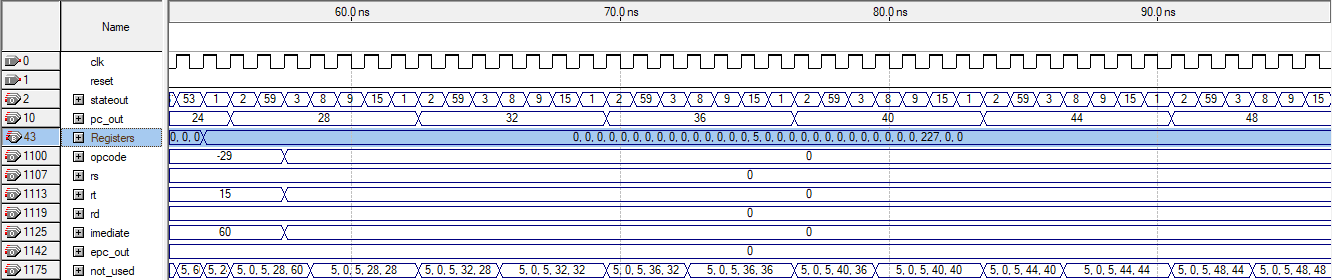 Name 60.0 ns 70.0 ns 80.0 ns 90.0 ns
0 clk
1 reset
2 stateout 53 1 2 59 3 8 9 15 1 2 59 3 8 9 15 1 2 59 3 8 9 15 1 2 59 3 8 9 15 1 2 59 3 8 9 15 1 2 59 3 8 9 15
10 pc_out 24 28 32 36 40 44 48
43 Registers 0, 0, 0 0, 0, 0, 0, 0, 0, 0, 0, 0, 0, 0, 0, 0, 0, 0, 5, 0, 0, 0, 0, 0, 0, 0, 0, 0, 0, 0, 0, 0, 227, 0, 0
1100 opcode -29 0
1107 rs 0
1113 rt 15 0
1119 rd 0
1125 imediate 60 0
1142 epc_out 0
1175 not_used 5, 6 5, 2 5, 0, 5, 28, 60 5, 0, 5, 28, 28 5, 0, 5, 32, 28 5, 0, 5, 32, 32 5, 0, 5, 36, 32 5, 0, 5, 36, 36 5, 0, 5, 40, 36 5, 0, 5, 40, 40 5, 0, 5, 44, 40 5, 0, 5, 44, 44 5, 0, 5, 48, 44 5, 0, 5, 48, 48